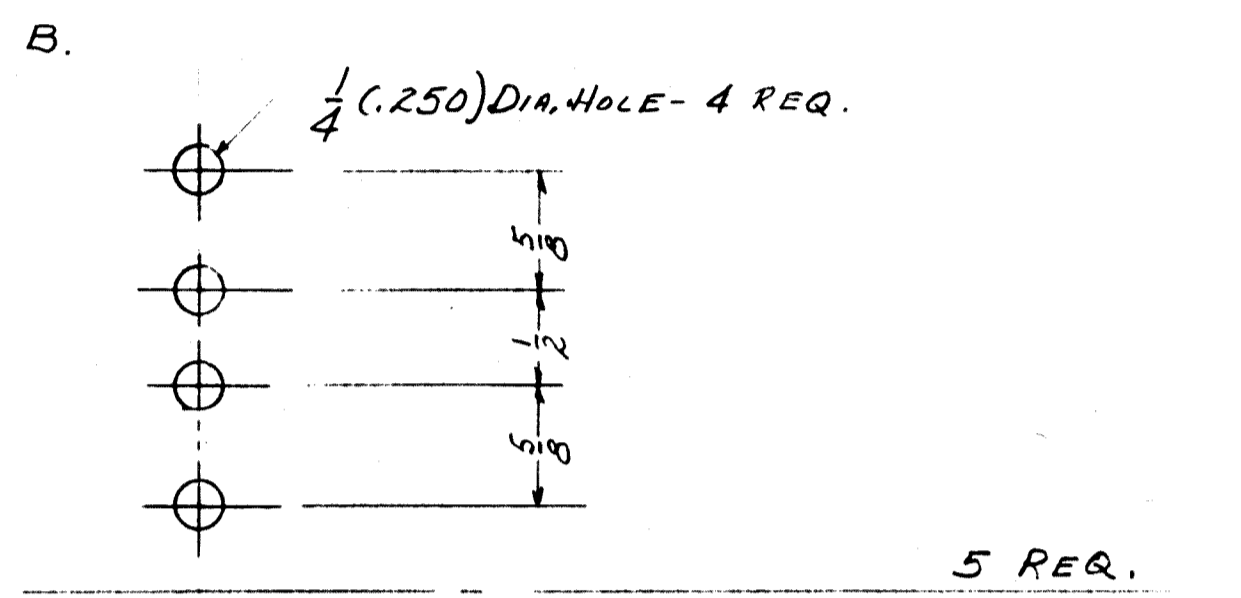 B.
1/4 (.250) DIA. HOLE - 4 REQ.
5/8
1/2
5/8
5 REQ.